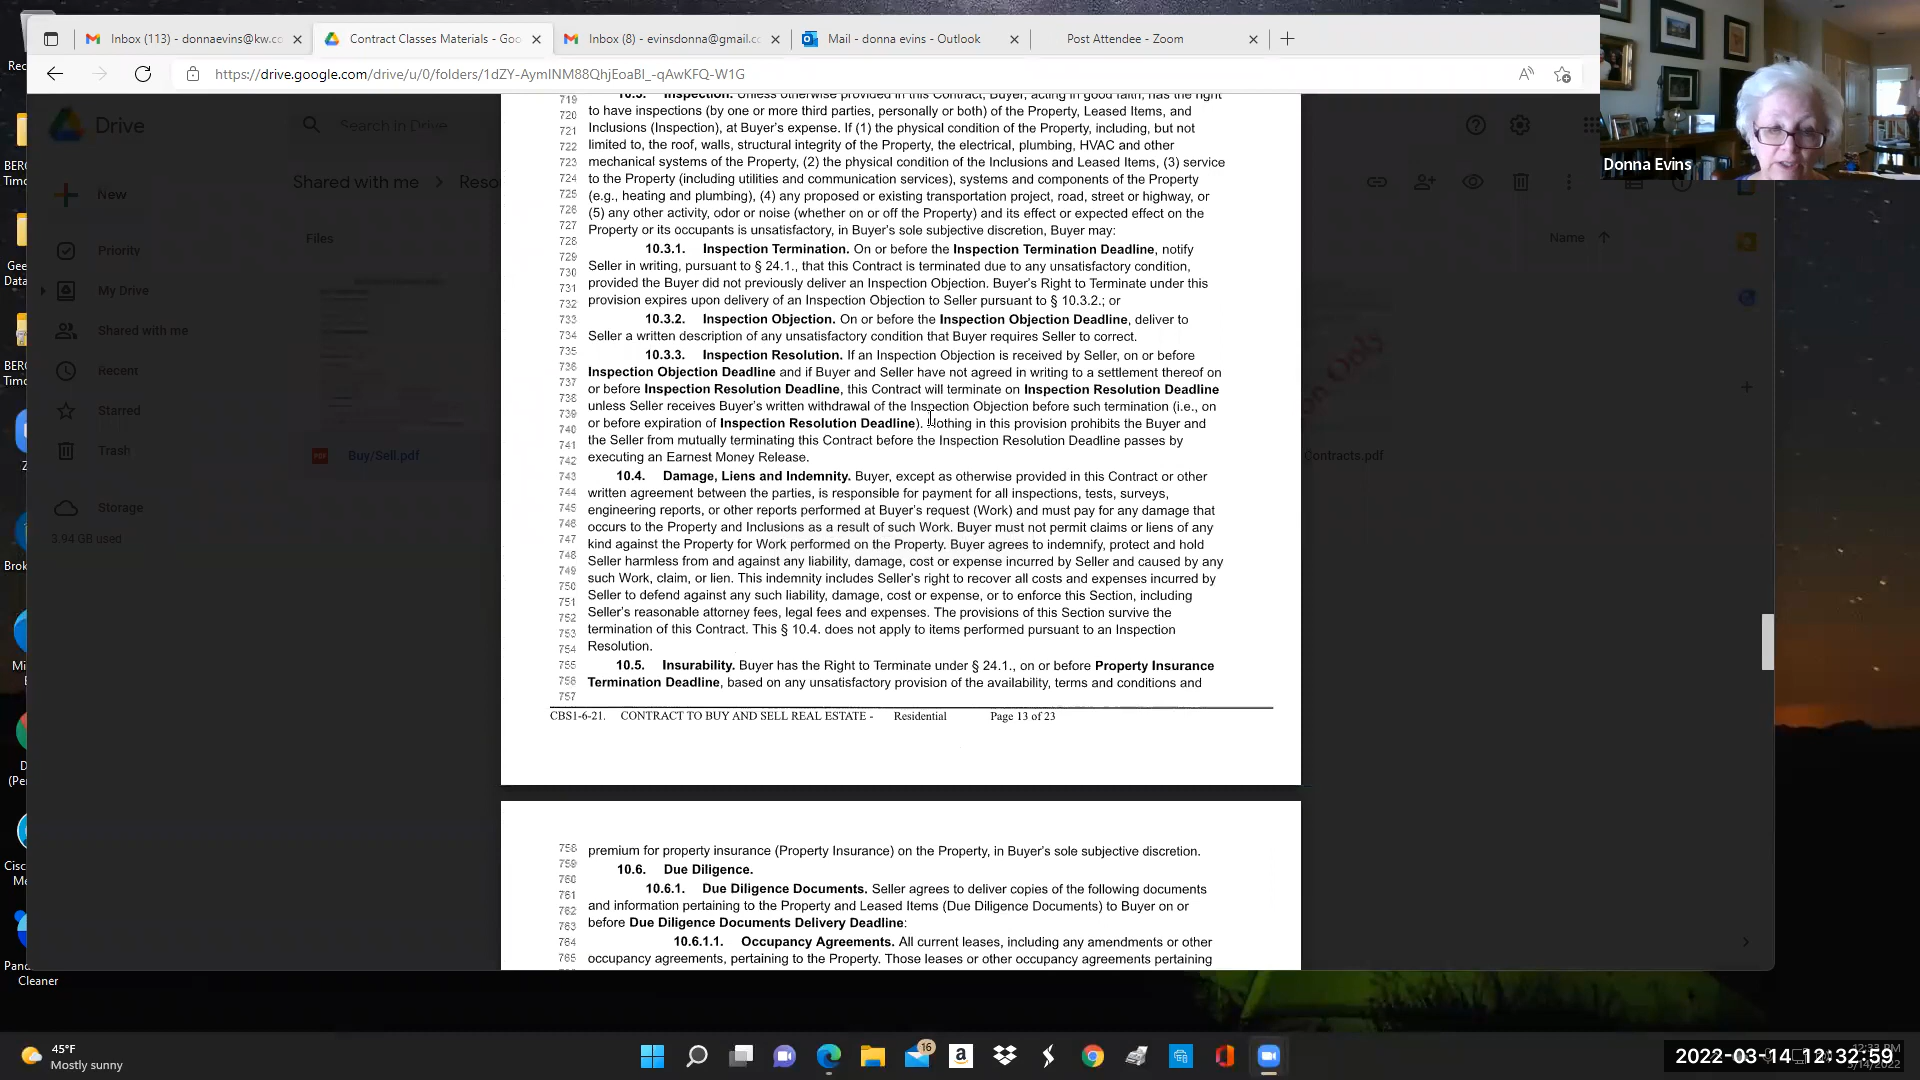 Inbox (113) - donnaevins@kw.cc
Contract Classes Materials - Goo
Inbox (8) - evinsdonna@gmail.cc
Mail - donna evins - Outlook
Post Attendee - Zoom
https://drive.google.com/drive/u/0/folders/1dZY-AymINM88QhjEoaBl_-qAwKFQ-W1G
Donna Evins
Drive
Search in Drive
New
Shared with me
Files
Name
Priority
My Drive
Shared with me
Recent
Starred
Trash
Storage
3.94 GB used
Buy/Sell.pdf
Contracts.pdf
719 10.3. Inspection. Unless otherwise provided in this Contract, Buyer, acting in good faith, has the right
720 to have inspections (by one or more third parties, personally or both) of the Property, Leased Items, and
721 Inclusions (Inspection), at Buyer's expense. If (1) the physical condition of the Property, including, but not
722 limited to, the roof, walls, structural integrity of the Property, the electrical, plumbing, HVAC and other
723 mechanical systems of the Property, (2) the physical condition of the Inclusions and Leased Items, (3) service
724 to the Property (including utilities and communication services), systems and components of the Property
725 (e.g., heating and plumbing), (4) any proposed or existing transportation project, road, street or highway, or
726 (5) any other activity, odor or noise (whether on or off the Property) and its effect or expected effect on the
727 Property or its occupants is unsatisfactory, in Buyer's sole subjective discretion, Buyer may:
728 10.3.1. Inspection Termination. On or before the Inspection Termination Deadline, notify
729 Seller in writing, pursuant to § 24.1., that this Contract is terminated due to any unsatisfactory condition,
730 provided the Buyer did not previously deliver an Inspection Objection. Buyer's Right to Terminate under this
731 provision expires upon delivery of an Inspection Objection to Seller pursuant to § 10.3.2.; or
732
733 10.3.2. Inspection Objection. On or before the Inspection Objection Deadline, deliver to
734 Seller a written description of any unsatisfactory condition that Buyer requires Seller to correct.
735 10.3.3. Inspection Resolution. If an Inspection Objection is received by Seller, on or before
736 Inspection Objection Deadline and if Buyer and Seller have not agreed in writing to a settlement thereof on
737 or before Inspection Resolution Deadline, this Contract will terminate on Inspection Resolution Deadline
738 unless Seller receives Buyer's written withdrawal of the Inspection Objection before such termination (i.e., on
739 or before expiration of Inspection Resolution Deadline). Nothing in this provision prohibits the Buyer and
740 the Seller from mutually terminating this Contract before the Inspection Resolution Deadline passes by
741 executing an Earnest Money Release.
742
743 10.4. Damage, Liens and Indemnity. Buyer, except as otherwise provided in this Contract or other
744 written agreement between the parties, is responsible for payment for all inspections, tests, surveys,
745 engineering reports, or other reports performed at Buyer's request (Work) and must pay for any damage that
746 occurs to the Property and Inclusions as a result of such Work. Buyer must not permit claims or liens of any
747 kind against the Property for Work performed on the Property. Buyer agrees to indemnify, protect and hold
748 Seller harmless from and against any liability, damage, cost or expense incurred by Seller and caused by any
749 such Work, claim, or lien. This indemnity includes Seller's right to recover all costs and expenses incurred by
750 Seller to defend against any such liability, damage, cost or expense, or to enforce this Section, including
751 Seller's reasonable attorney fees, legal fees and expenses. The provisions of this Section survive the
752 termination of this Contract. This § 10.4. does not apply to items performed pursuant to an Inspection
753 Resolution.
754
755 10.5. Insurability. Buyer has the Right to Terminate under § 24.1., on or before Property Insurance
756 Termination Deadline, based on any unsatisfactory provision of the availability, terms and conditions and
757
CBS1-6-21. CONTRACT TO BUY AND SELL REAL ESTATE - Residential Page 13 of 23
758 premium for property insurance (Property Insurance) on the Property, in Buyer's sole subjective discretion.
759 10.6. Due Diligence.
760 10.6.1. Due Diligence Documents. Seller agrees to deliver copies of the following documents
761
762 and information pertaining to the Property and Leased Items (Due Diligence Documents) to Buyer on or
763 before Due Diligence Documents Delivery Deadline:
764 10.6.1.1. Occupancy Agreements. All current leases, including any amendments or other
765 occupancy agreements, pertaining to the Property. Those leases or other occupancy agreements pertaining
Cleaner
45°F
Mostly sunny
16
2022-03-14 12:32:59